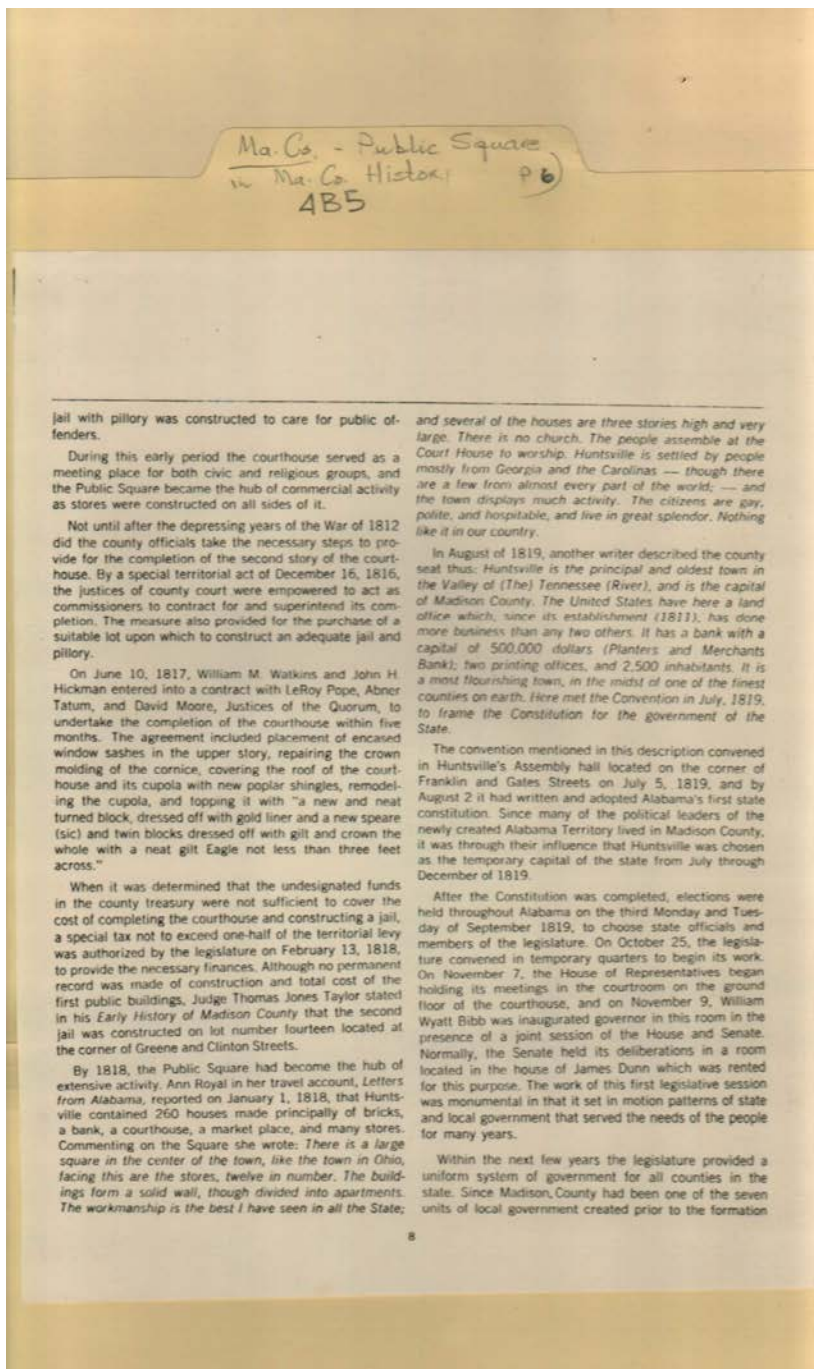 Ma. Co. - Public Square
in Ma. Co. History P 6)
4B5
jail with pillory was constructed to care for public of-
fenders.
During this early period the courthouse served as a
meeting place for both civic and religious groups, and
the Public Square became the hub of commercial activity
as stores were constructed on all sides of it.
Not until after the depressing years of the War of 1812
did the county officials take the necessary steps to pro-
vide for the completion of the second story of the court-
house. By a special territorial act of December 16, 1816,
the justices of county court were empowered to act as
commissioners to contract for and superintend its com-
pletion. The measure also provided for the purchase of a
suitable lot upon which to construct an adequate jail and
pillory.
On June 10, 1817, William M. Watkins and John H.
Hickman entered into a contract with LeRoy Pope, Abner
Tatum, and David Moore, Justices of the Quorum, to
undertake the completion of the courthouse within five
months. The agreement included placement of encased
window sashes in the upper story, repairing the crown
molding of the cornice, covering the roof of the court-
house and its cupola with new poplar shingles, remodel-
ing the cupola, and topping it with "a new and neat
turned block, dressed off with gold liner and a new speare
(sic) and twin blocks dressed off with gilt and crown the
whole with a neat gilt Eagle not less than three feet
across."
When it was determined that the undesignated funds
in the county treasury were not sufficient to cover the
cost of completing the courthouse and constructing a jail,
a special tax not to exceed one-half of the territorial levy
was authorized by the legislature on February 13, 1818,
to provide the necessary finances. Although no permanent
record was made of construction and total cost of the
first public buildings, Judge Thomas Jones Taylor stated
in his Early History of Madison County that the second
jail was constructed on lot number fourteen located at
the corner of Greene and Clinton Streets.
By 1818, the Public Square had become the hub of
extensive activity. Ann Royal in her travel account, Letters
from Alabama, reported on January 1, 1818, that Hunts-
ville contained 260 houses made principally of bricks,
a bank, a courthouse, a market place, and many stores.
Commenting on the Square she wrote: There is a large
square in the center of the town, like the town in Ohio,
facing this are the stores, twelve in number. The build-
ings form a solid wall, though divided into apartments.
The workmanship is the best I have seen in all the State;
and several of the houses are three stories high and very
large. There is no church. The people assemble at the
Court House to worship. Huntsville is settled by people
mostly from Georgia and the Carolinas — though there
are a few from almost every part of the world; — and
the town displays much activity. The citizens are gay,
polite, and hospitable, and live in great splendor. Nothing
like it in our country.
In August of 1819, another writer described the county
seat thus: Huntsville is the principal and oldest town in
the Valley of (The) Tennessee (River), and is the capital
of Madison County. The United States have here a land
office which, since its establishment (1811), has done
more business than any two others. It has a bank with a
capital of 500,000 dollars (Planters and Merchants
Bank); two printing offices, and 2,500 inhabitants. It is
a most flourishing town, in the midst of one of the finest
counties on earth. Here met the Convention in July, 1819,
to frame the Constitution for the government of the
State.
The convention mentioned in this description convened
in Huntsville's Assembly hall located on the corner of
Franklin and Gates Streets on July 5, 1819, and by
August 2 it had written and adopted Alabama's first state
constitution. Since many of the political leaders of the
newly created Alabama Territory lived in Madison County,
it was through their influence that Huntsville was chosen
as the temporary capital of the state from July through
December of 1819.
After the Constitution was completed, elections were
held throughout Alabama on the third Monday and Tues-
day of September 1819, to choose state officials and
members of the legislature. On October 25, the legisla-
ture convened in temporary quarters to begin its work.
On November 7, the House of Representatives began
holding its meetings in the courtroom on the ground
floor of the courthouse, and on November 9, William
Wyatt Bibb was inaugurated governor in this room in the
presence of a joint session of the House and Senate.
Normally, the Senate held its deliberations in a room
located in the house of James Dunn which was rented
for this purpose. The work of this first legislative session
was monumental in that it set in motion patterns of state
and local government that served the needs of the people
for many years.
Within the next few years the legislature provided a
uniform system of government for all counties in the
state. Since Madison County had been one of the seven
units of local government created prior to the formation
8